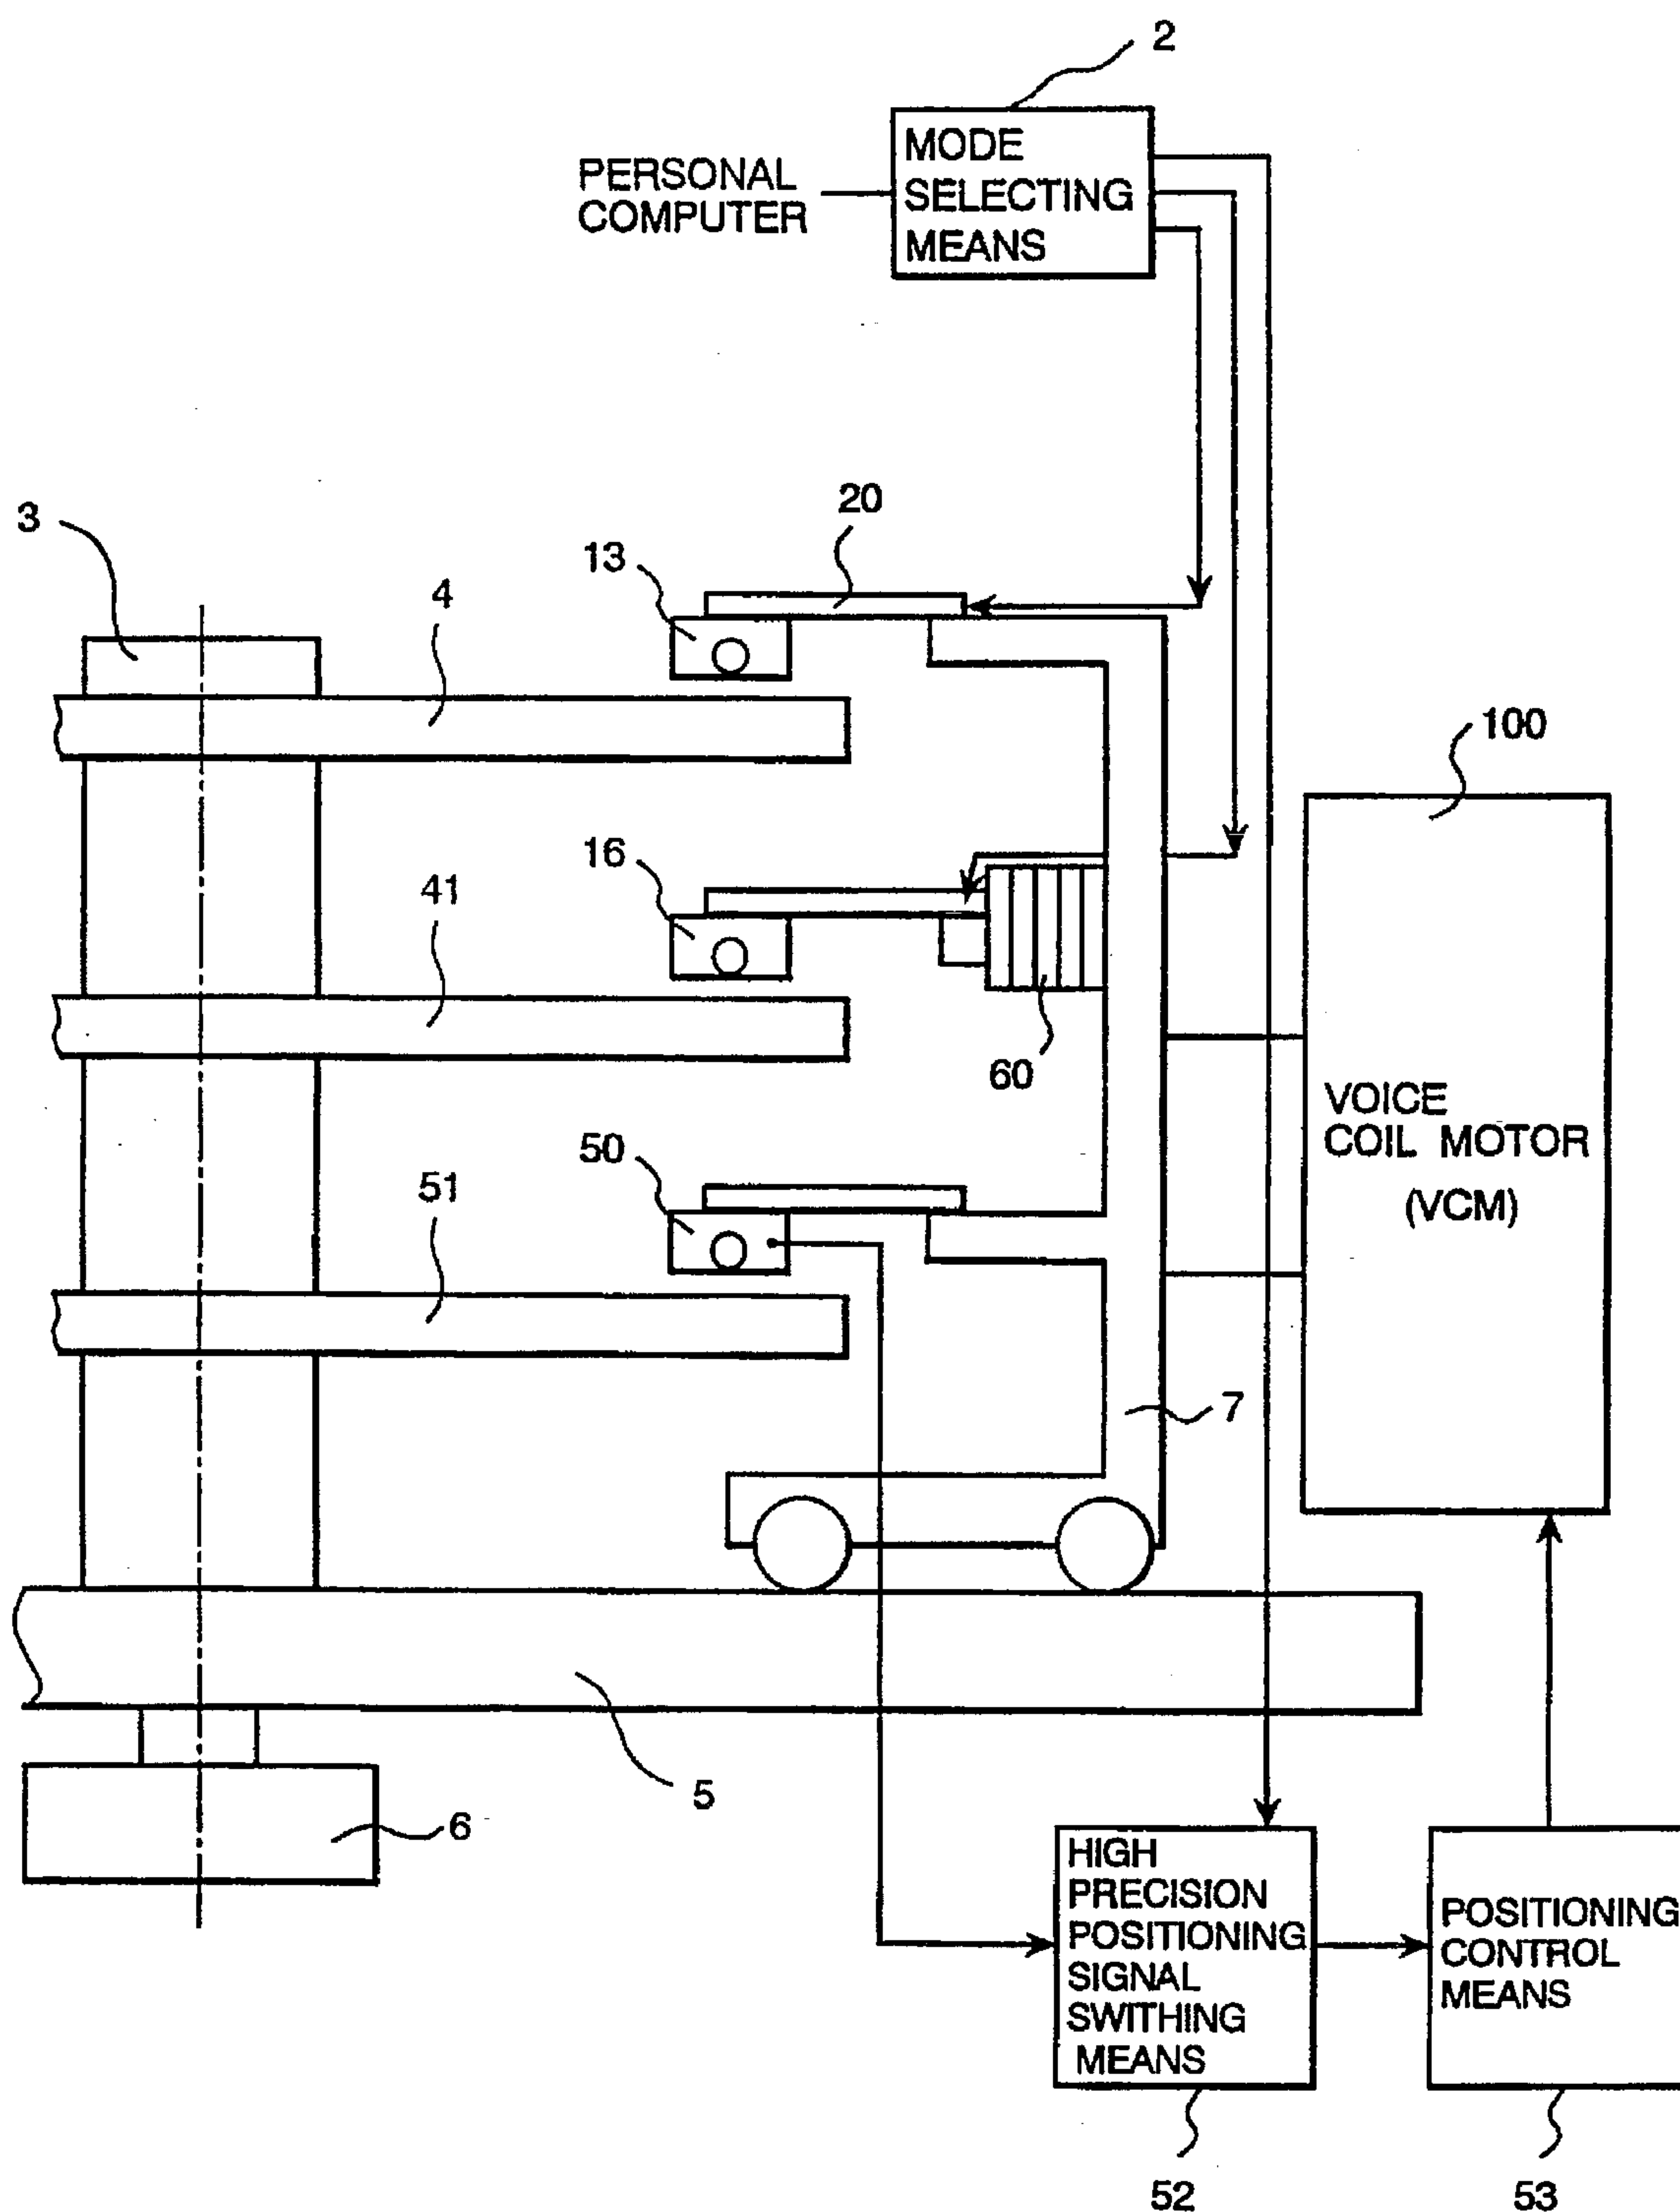 2
MODE
SELECTING
MEANS
PERSONAL
COMPUTER
3
4
13
20
100
16
41
60
VOICE
COIL MOTOR
(VCM)
50
51
7
5
6
HIGH
PRECISION
POSITIONING
SIGNAL
SWITHING
MEANS
POSITIONING
CONTROL
MEANS
52
53